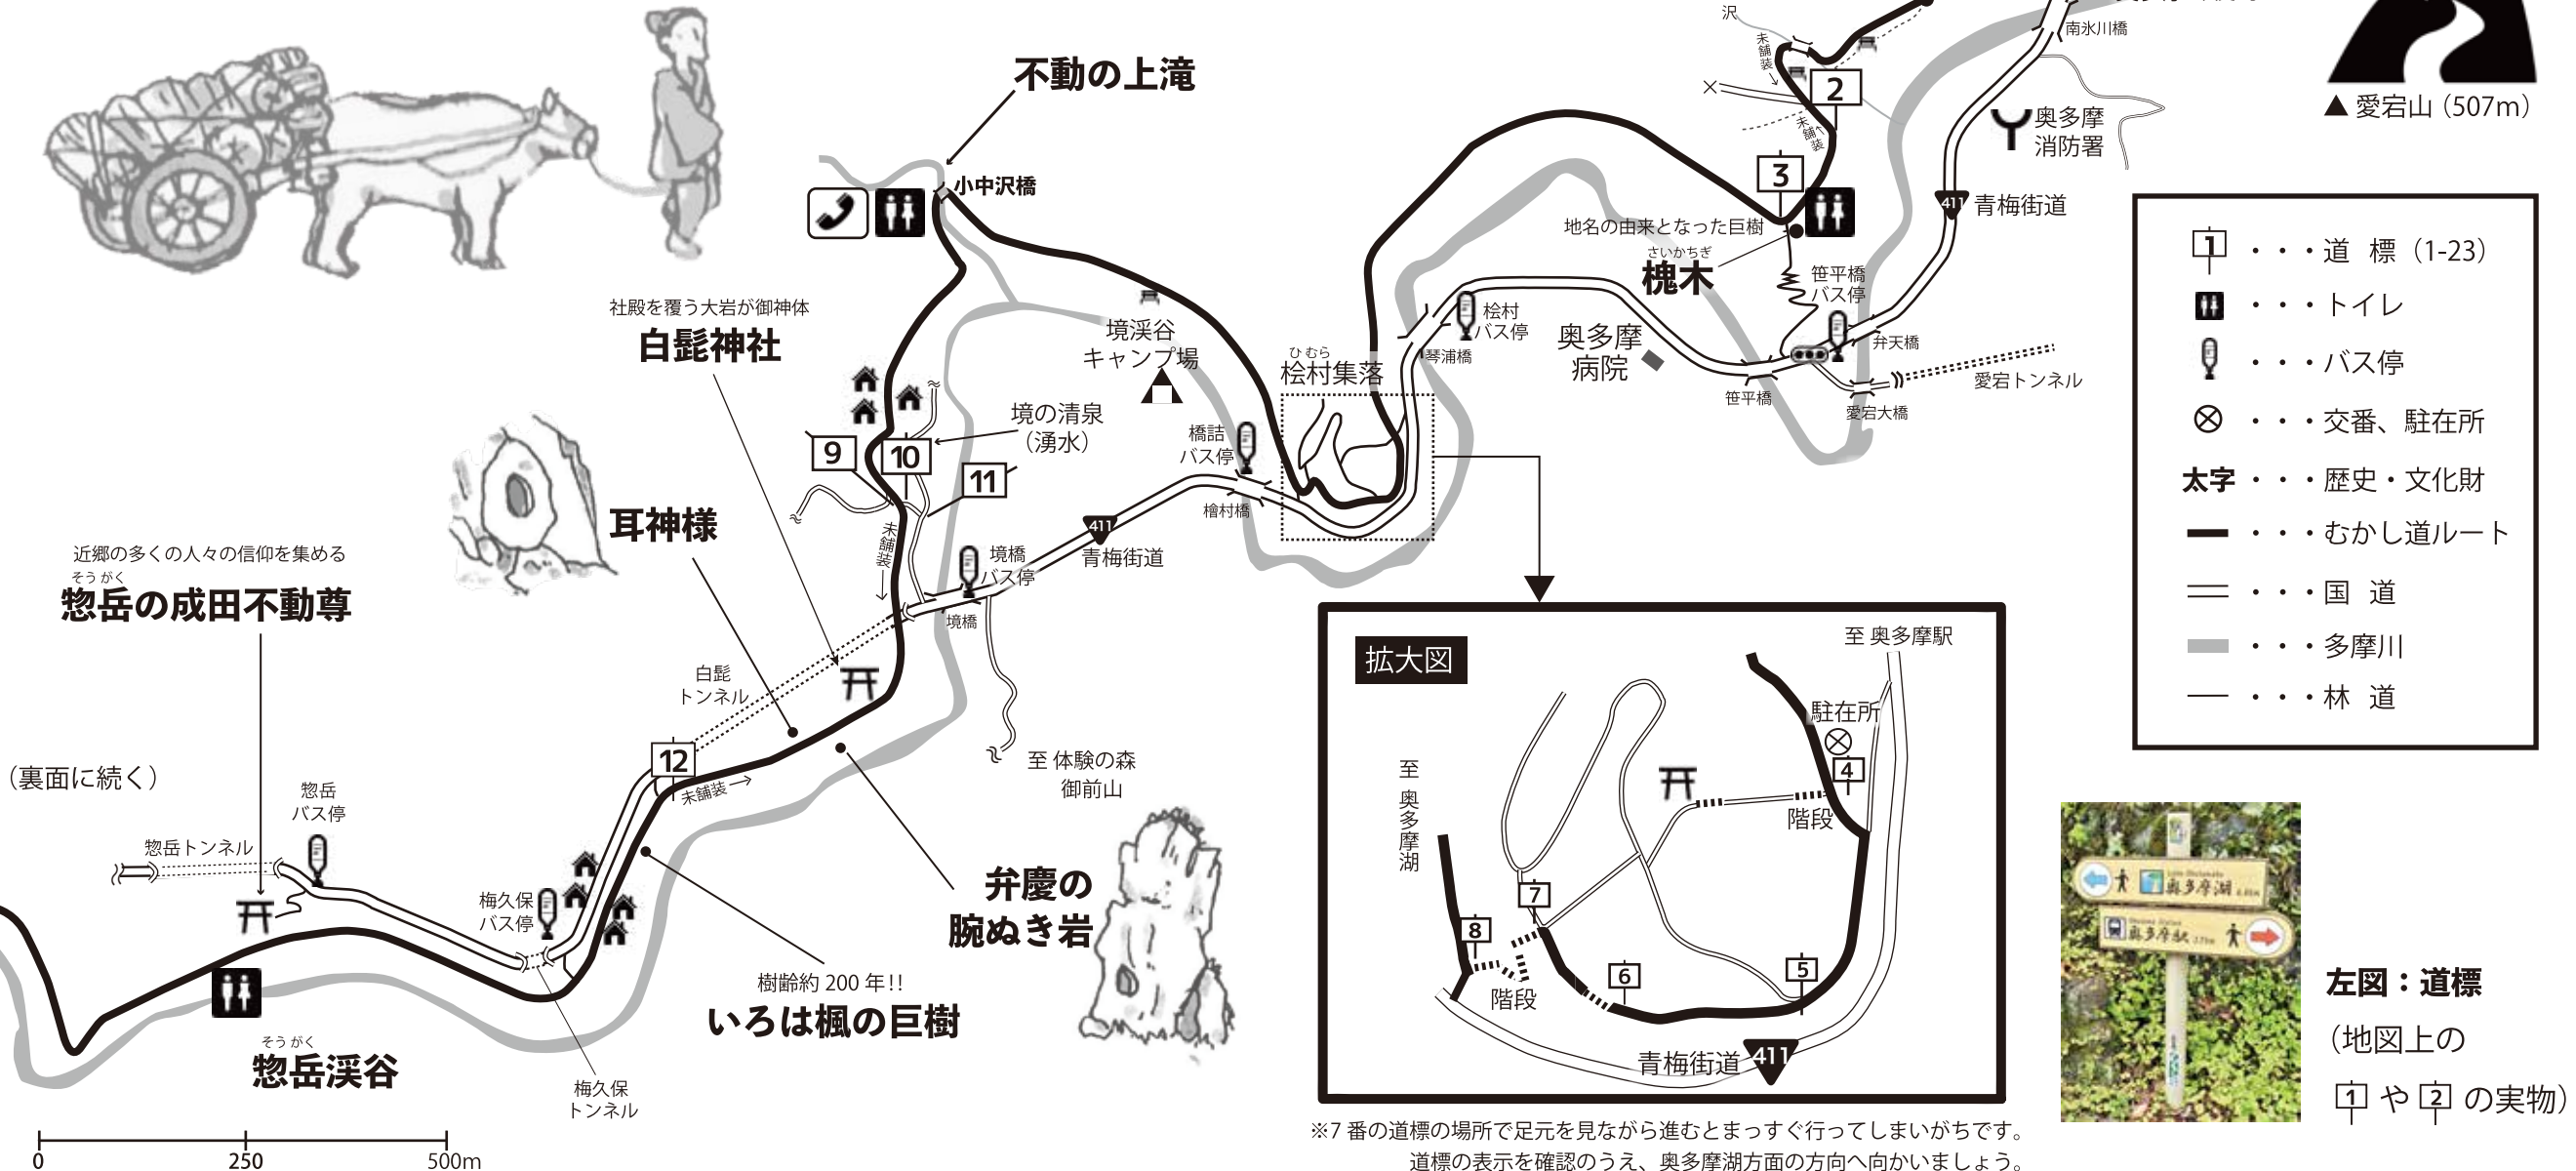 沢
南氷川橋
▲ 愛宕山（507m）
未舗装→
2
未舗装→
奥多摩
消防署
不動の上滝
小中沢橋
3
地名の由来となった巨樹
さいかちぎ
槐木
411 青梅街道
笹平橋
バス停
弁天橋
愛宕トンネル
愛宕大橋
笹平橋
奥多摩
病院
桧村
バス停
琴浦橋
ひむら
桧村集落
境渓谷
キャンプ場
橋詰
バス停
檜村橋
411
青梅街道
社殿を覆う大岩が御神体
白髭神社
境の清泉
（湧水）
9
10
11
未舗装→
境橋
バス停
境橋
耳神様
白髭
トンネル
至 体験の森
御前山
近郷の多くの人々の信仰を集める
そうがく
惣岳の成田不動尊
12
未舗装→
（裏面に続く）
惣岳
バス停
惣岳トンネル
梅久保
バス停
弁慶の
腕ぬき岩
樹齢約 200 年!!
いろは楓の巨樹
そうがく
惣岳渓谷
梅久保
トンネル
0 250 500m
1 ・・・道 標（1-23）
・・・トイレ
・・・バス停
・・・交番、駐在所
太字 ・・・歴史・文化財
・・・むかし道ルート
・・・国 道
・・・多摩川
・・・林 道
拡大図
至 奥多摩駅
駐在所
4
階段
至 奥多摩湖
7
8
階段
6
5
青梅街道 411
※7 番の道標の場所で足元を見ながら進むとまっすぐ行ってしまいがちです。
道標の表示を確認のうえ、奥多摩湖方面の方向へ向かいましょう。
奥多摩湖
奥多摩駅
左図：道標
（地図上の
1 や 2 の実物）